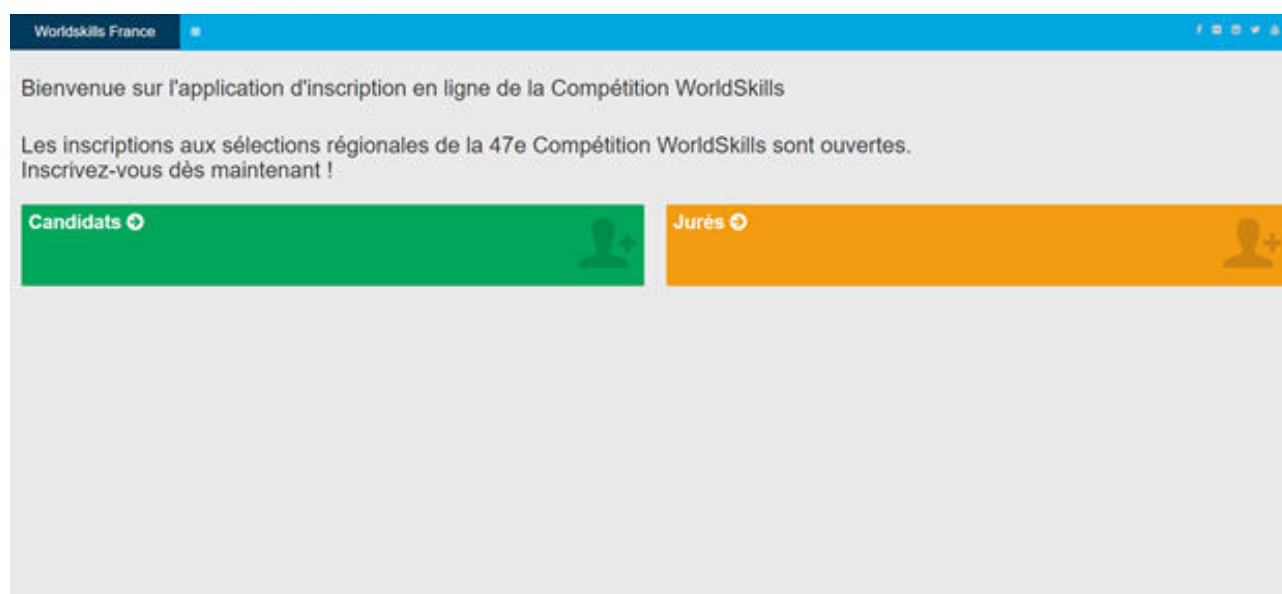 Worldskills France
Bienvenue sur l'application d'inscription en ligne de la Compétition WorldSkills
Les inscriptions aux sélections régionales de la 47e Compétition WorldSkills sont ouvertes.
Inscrivez-vous dès maintenant !
Candidats
Jurés